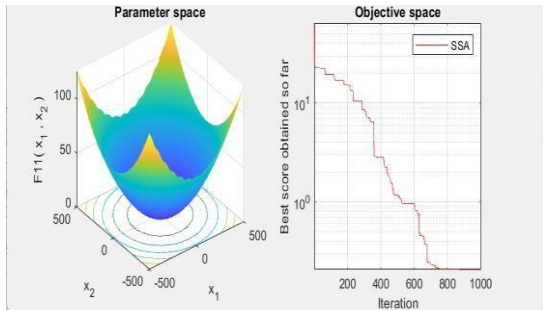 Parameter space
F11( x1 , x2 )
100
50
0
500
0
-500
x2
-500
0
500
x1
Objective space
Best score obtained so far
10^1
10^0
SSA
200 400 600 800 1000
Iteration